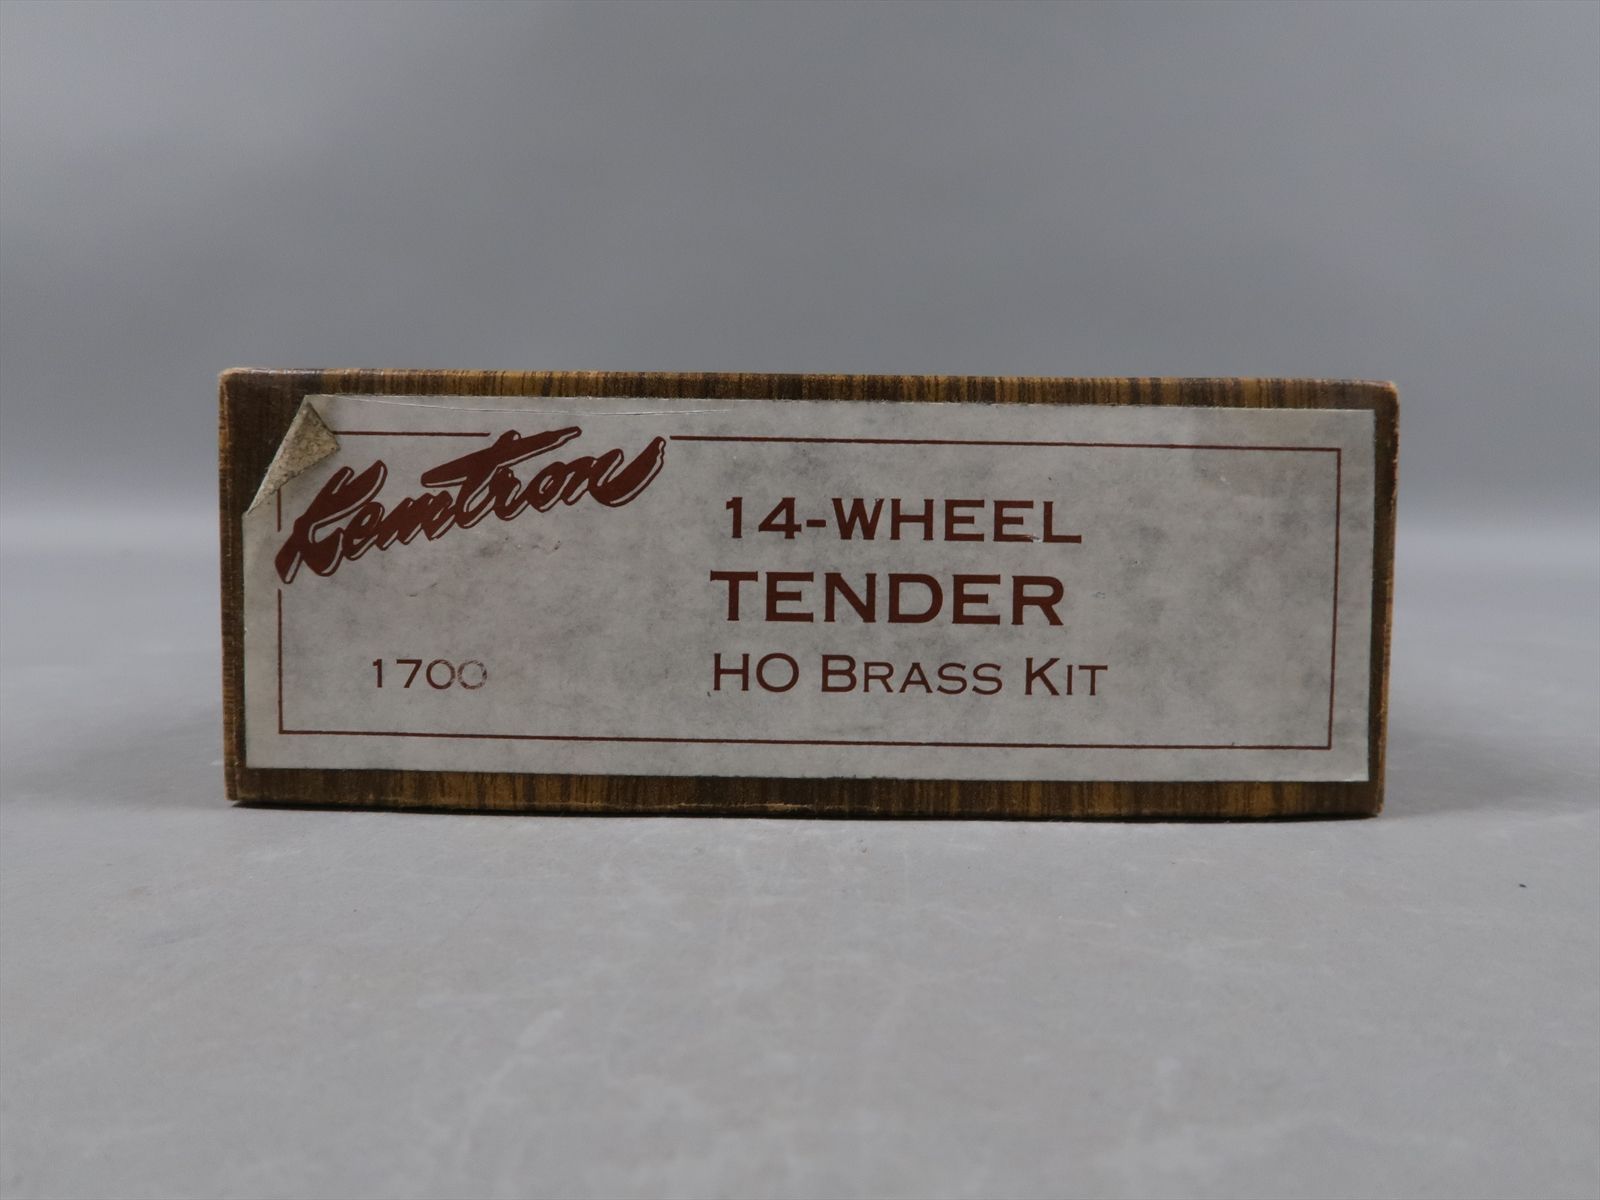 Kemtron
14-WHEEL
TENDER
1700
HO BRASS KIT